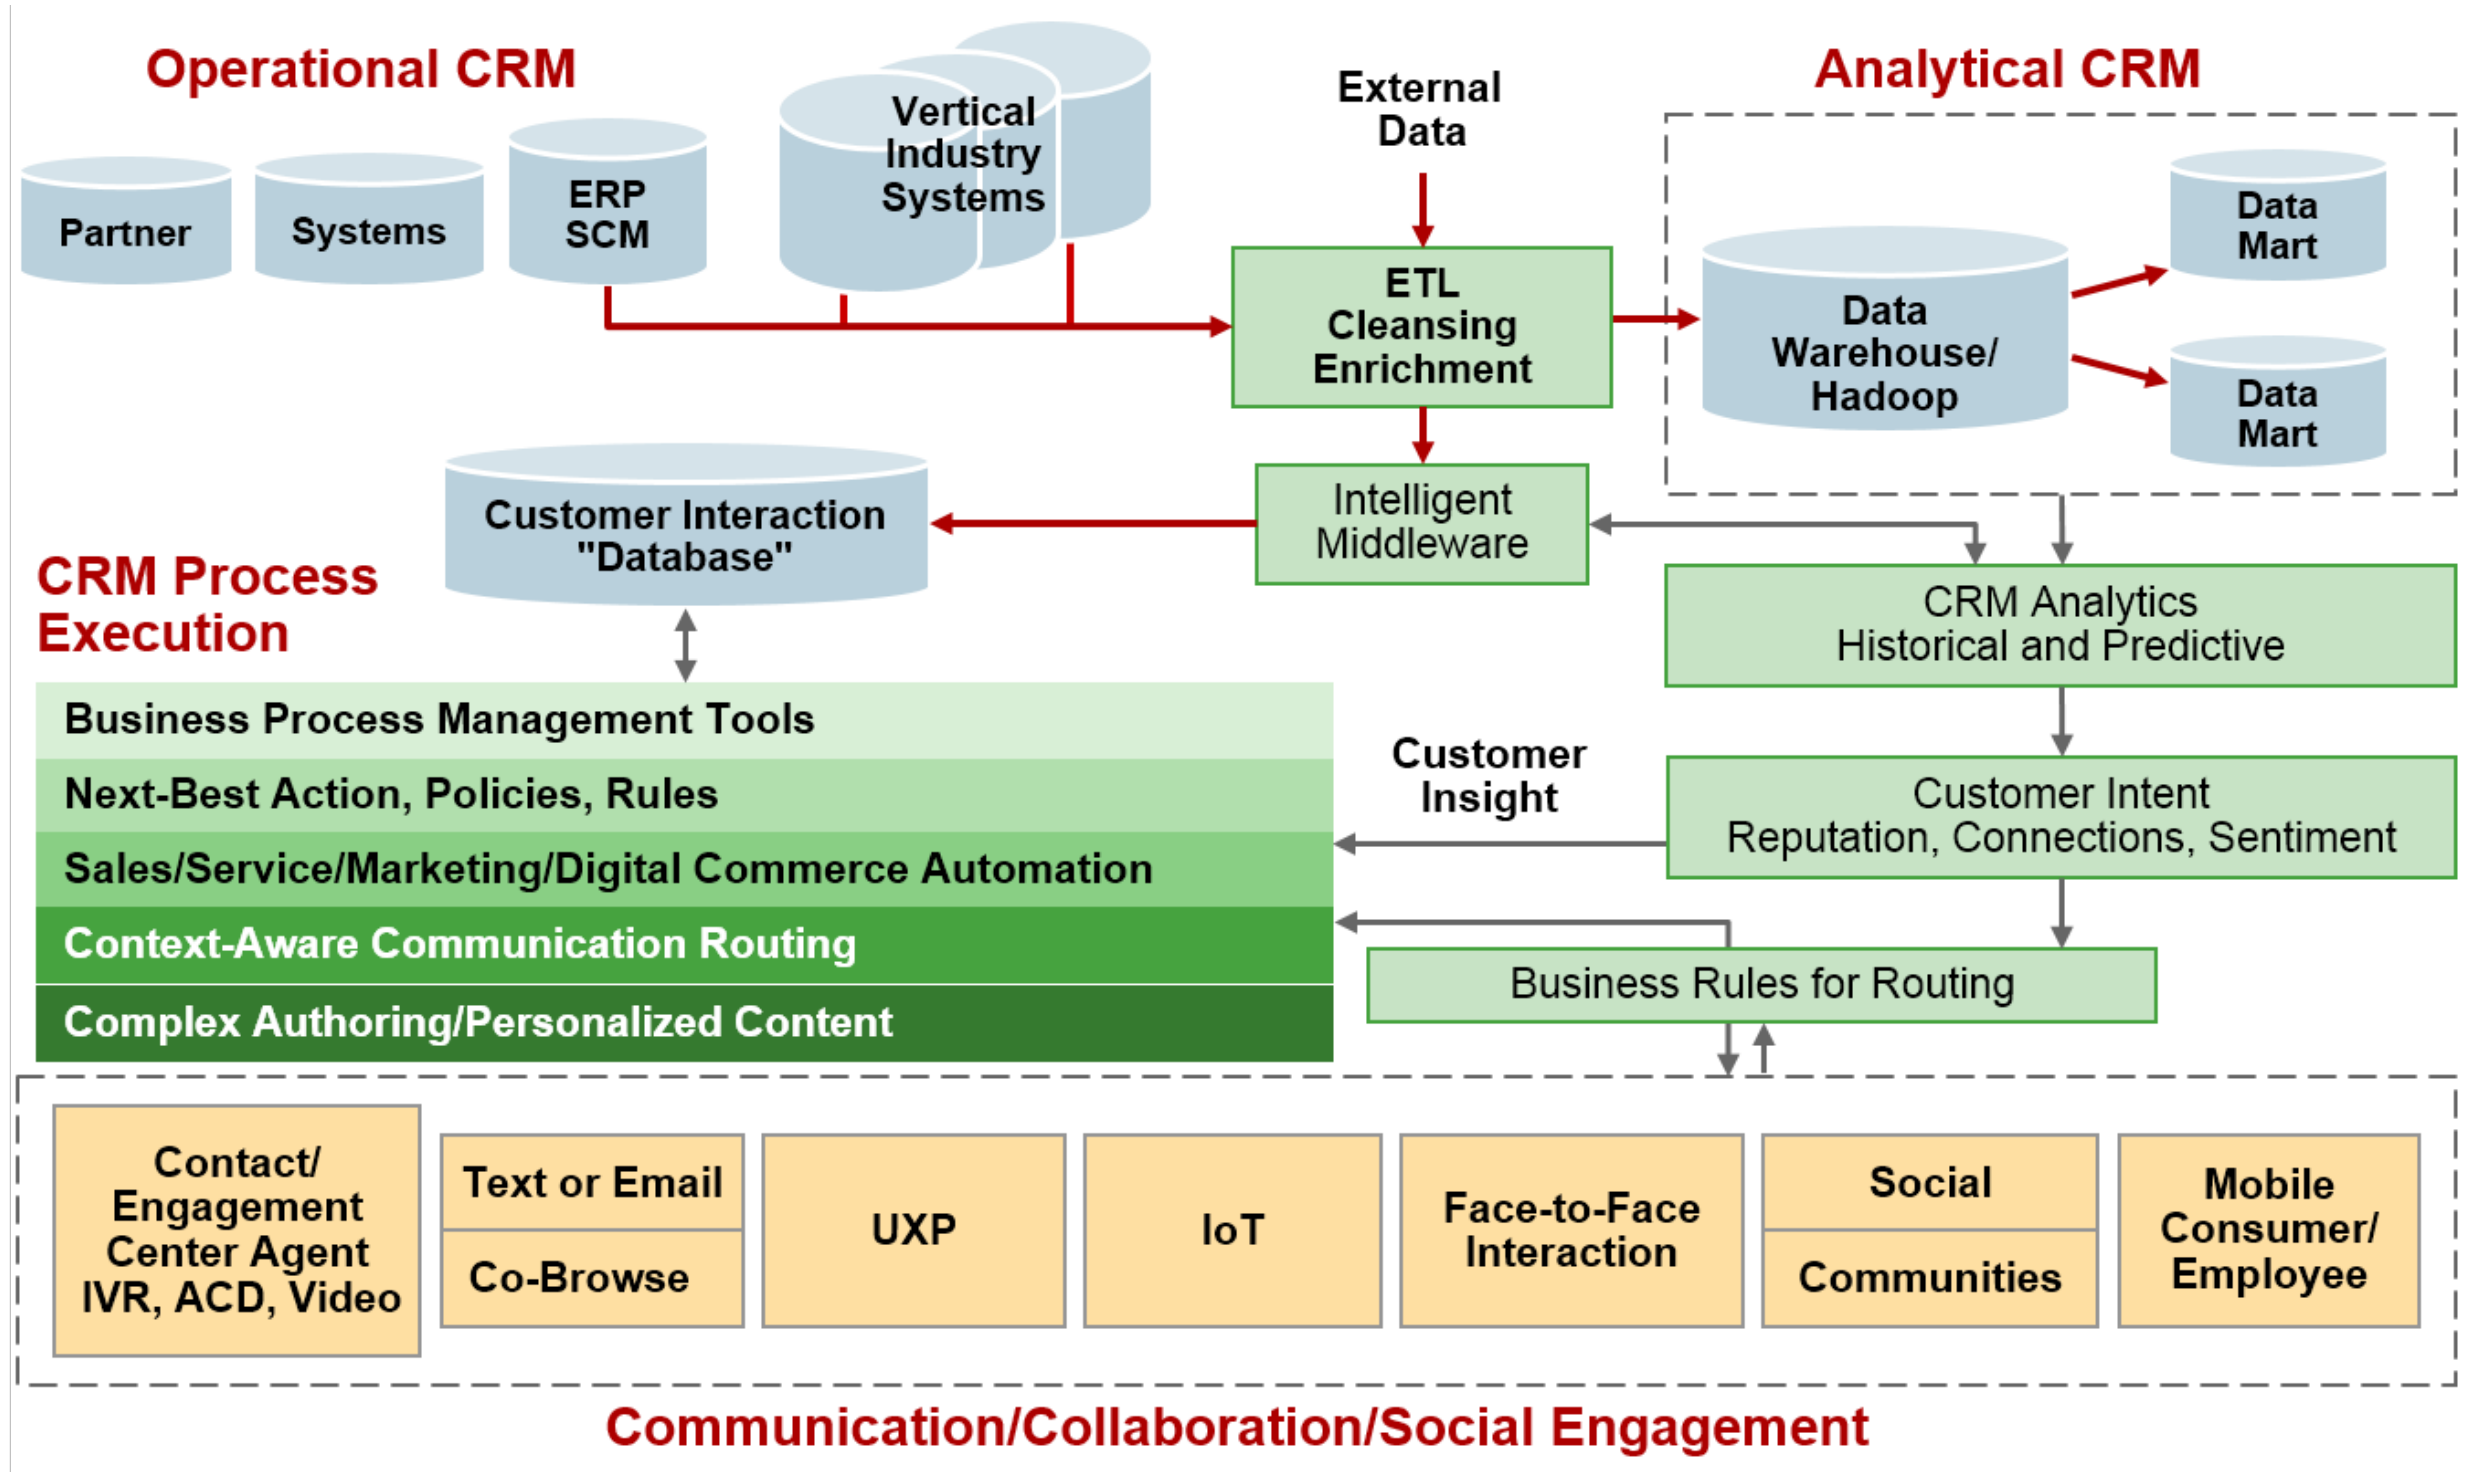 Operational CRM
Partner
Systems
ERP
SCM
Vertical
Industry
Systems
External
Data
Analytical CRM
ETL
Cleansing
Enrichment
Data
Warehouse/
Hadoop
Data
Mart
Data
Mart
Customer Interaction
"Database"
Intelligent
Middleware
CRM Process
Execution
CRM Analytics
Historical and Predictive
Business Process Management Tools
Next-Best Action, Policies, Rules
Sales/Service/Marketing/Digital Commerce Automation
Context-Aware Communication Routing
Complex Authoring/Personalized Content
Customer
Insight
Customer Intent
Reputation, Connections, Sentiment
Business Rules for Routing
Contact/
Engagement
Center Agent
IVR, ACD, Video
Text or Email
Co-Browse
UXP
IoT
Face-to-Face
Interaction
Social
Communities
Mobile
Consumer/
Employee
Communication/Collaboration/Social Engagement